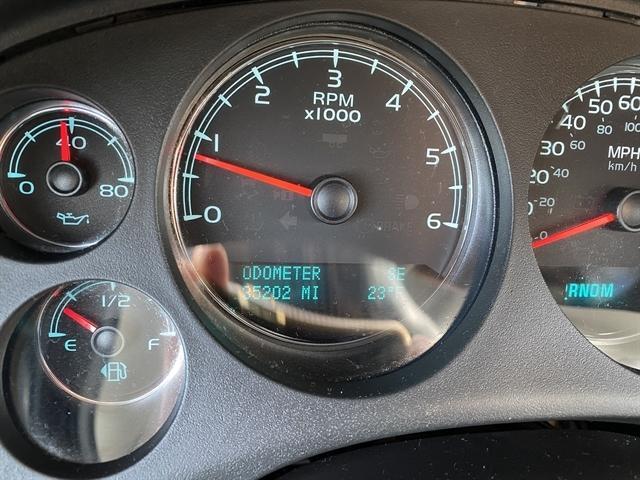 0 40 80
E 1/2 F
0 1 2 3 4 5 6
RPM
x1000
ODOMETER SE
35202 MI 23°F
20 30 40 50 60
20 40 60 80 100
MPH
km/h
RNDM